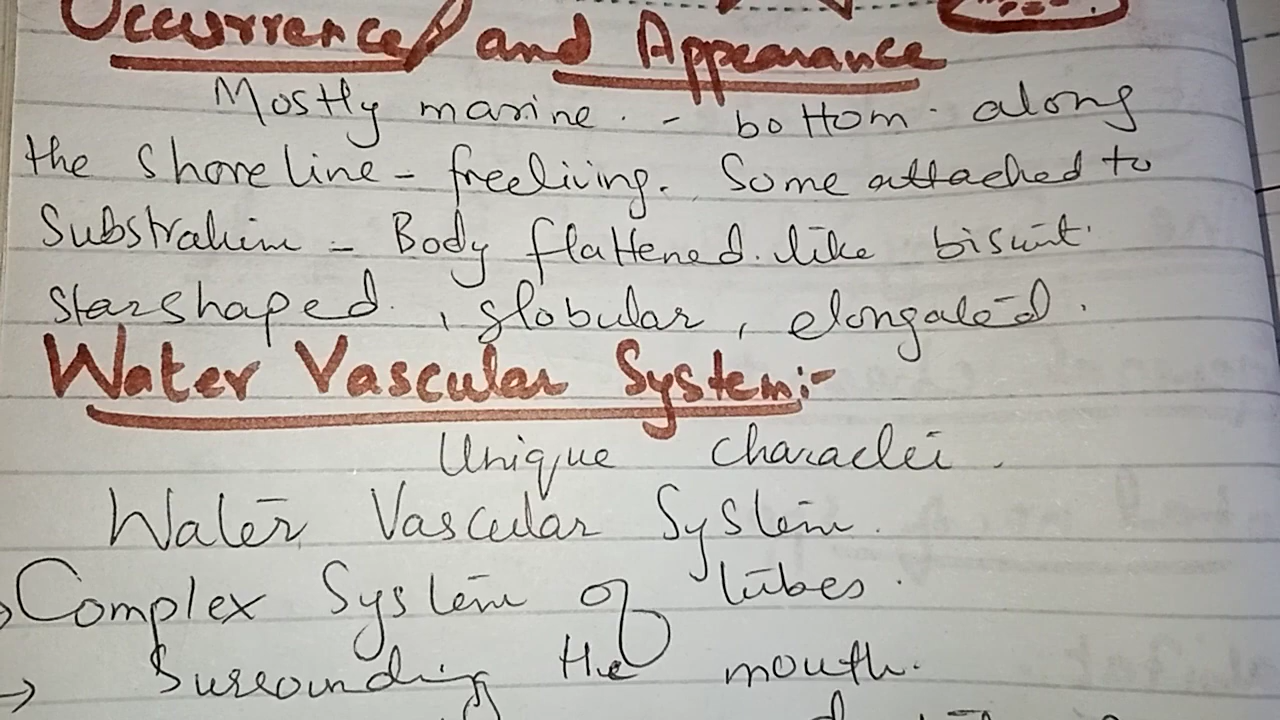 Occurrence and Appearance
Mostly marine. - bottom. along
the shoreline - freeliving. Some attached to
Substratum - Body flattened. like biscuit.
Starshaped. , globular, elongated.
Water Vascular System:-
Unique character.
Water Vascular System.
Complex System of tubes.
→ Surrounding the mouth.